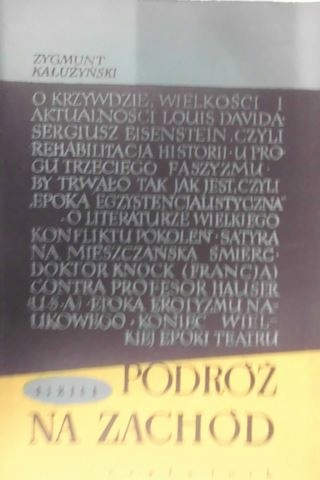 ZYGMUNT
KAŁUŻYŃSKI
O KRZYWDZIE, WIELKOŚCI I
AKTUALNOŚCI LOUIS DAVIDA·
SERGIUSZ EISENSTEIN, CZYLI
REHABILITACJA HISTORII · U PRO-
GU TRZECIEGO FASZYZMU ·
BY TRWAŁO TAK JAK JEST, CZYLI
„EPOKA EGZYSTENCJALISTYCZNA"
· O LITERATURZE WIELKIEGO
KONFLIKTU POKOLEŃ · SATYRA
NA MIESZCZAŃSKĄ ŚMIERĆ ·
DOKTOR KNOCK (FRANCJA)
CONTRA PROFESOR HAUSER
(U.S.A.) · EPOKA EROTYZMU NA-
UKOWEGO · KONIEC WIEL-
KIEJ EPOKI TEATRU
SZKICE
PODRÓŻ
NA ZACHÓD
czytelnik